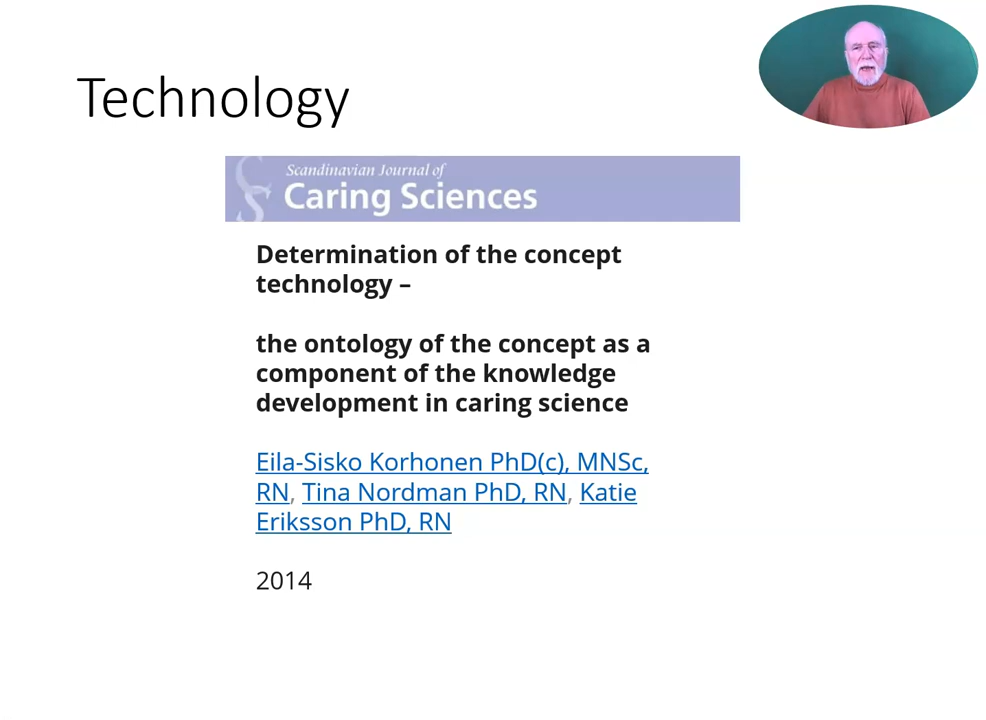 Technology
Scandinavian Journal of
Caring Sciences
Determination of the concept
technology –
the ontology of the concept as a
component of the knowledge
development in caring science
Eila-Sisko Korhonen PhD(c), MNSc,
RN, Tina Nordman PhD, RN, Katie
Eriksson PhD, RN
2014